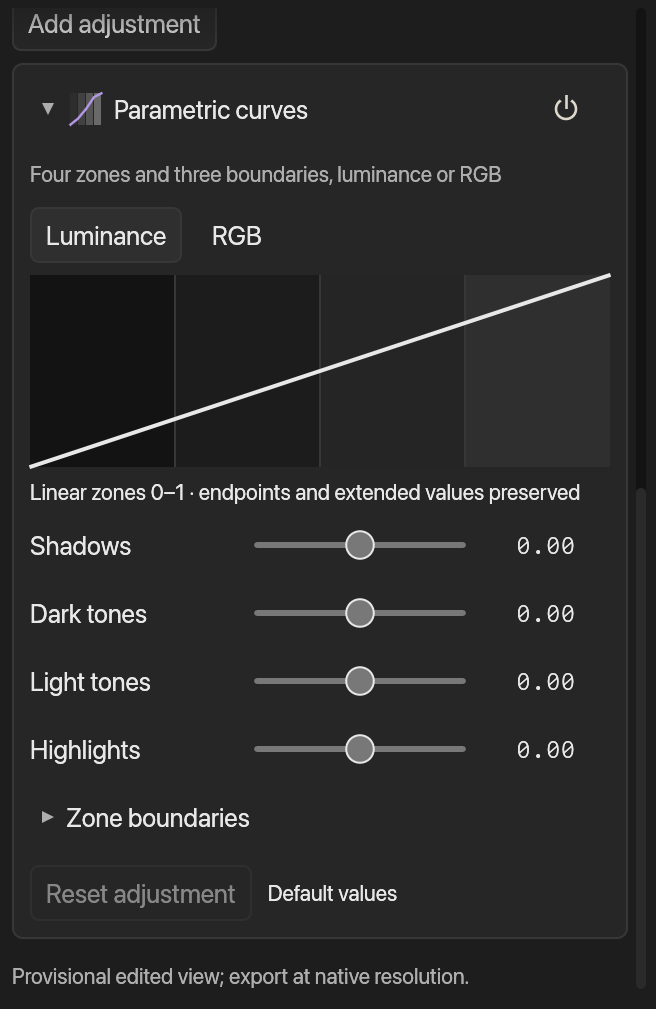 Add adjustment
Parametric curves
Four zones and three boundaries, luminance or RGB
Luminance RGB
Linear zones 0–1 · endpoints and extended values preserved
Shadows 0.00
Dark tones 0.00
Light tones 0.00
Highlights 0.00
Zone boundaries
Reset adjustment Default values
Provisional edited view; export at native resolution.